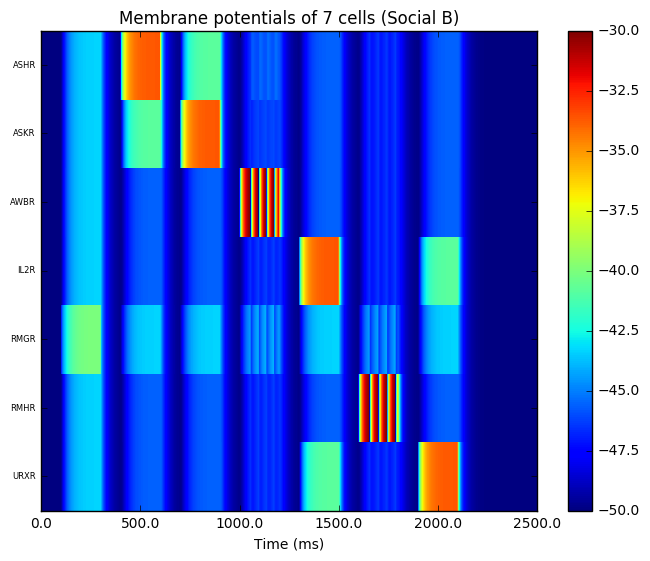 Membrane potentials of 7 cells (Social B)
ASHR
ASKR
AWBR
IL2R
RMGR
RMHR
URXR
0.0 500.0 1000.0 1500.0 2000.0 2500.0
Time (ms)
−30.0
−32.5
−35.0
−37.5
−40.0
−42.5
−45.0
−47.5
−50.0